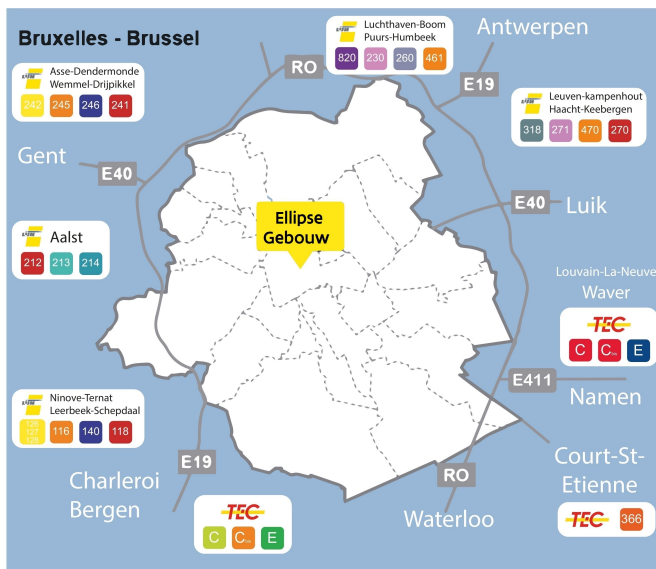 Bruxelles - Brussel
Luchthaven-Boom
Puurs-Humbeek
820 230 260 461
Antwerpen
RO
E19
Asse-Dendermonde
Wemmel-Drijpikkel
242 245 246 241
Leuven-kampenhout
Haacht-Keebergen
318 271 470 270
Gent
E40
E40
Luik
Ellipse
Gebouw
Aalst
212 213 214
Louvain-La-Neuve
Waver
TEC
C C E
E411
Namen
Ninove-Ternat
Leerbeek-Schepdaal
126
127
128
116 140 118
E19
Charleroi
Bergen
RO
Court-St-
Etienne
TEC 366
Waterloo
TEC
C C E